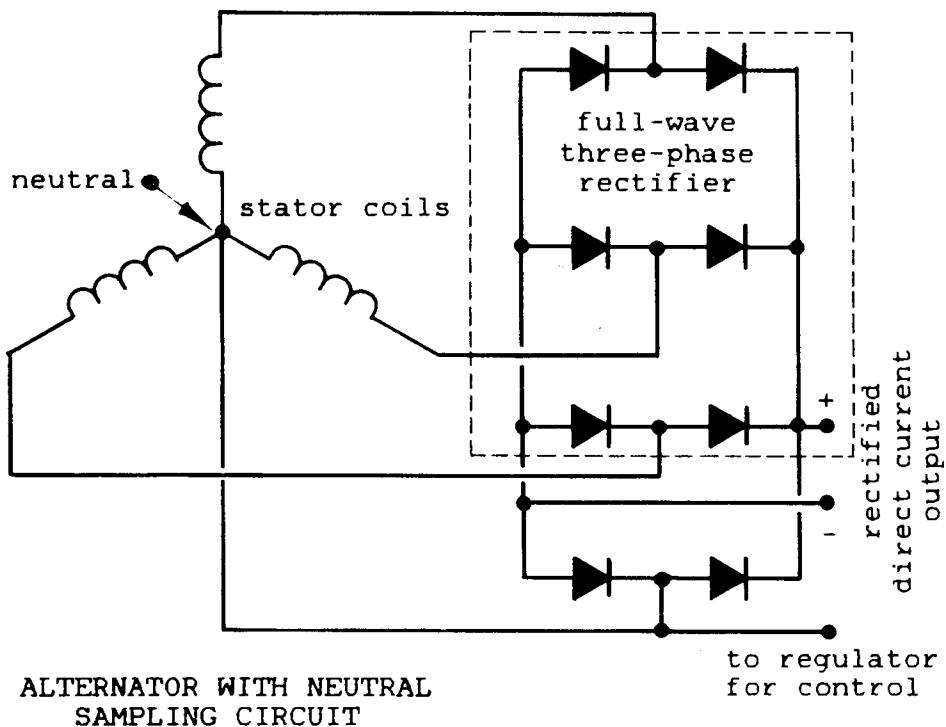 full-wave
three-phase
rectifier
neutral
stator coils
+
rectified
direct current
output
-
to regulator
for control
ALTERNATOR WITH NEUTRAL
SAMPLING CIRCUIT